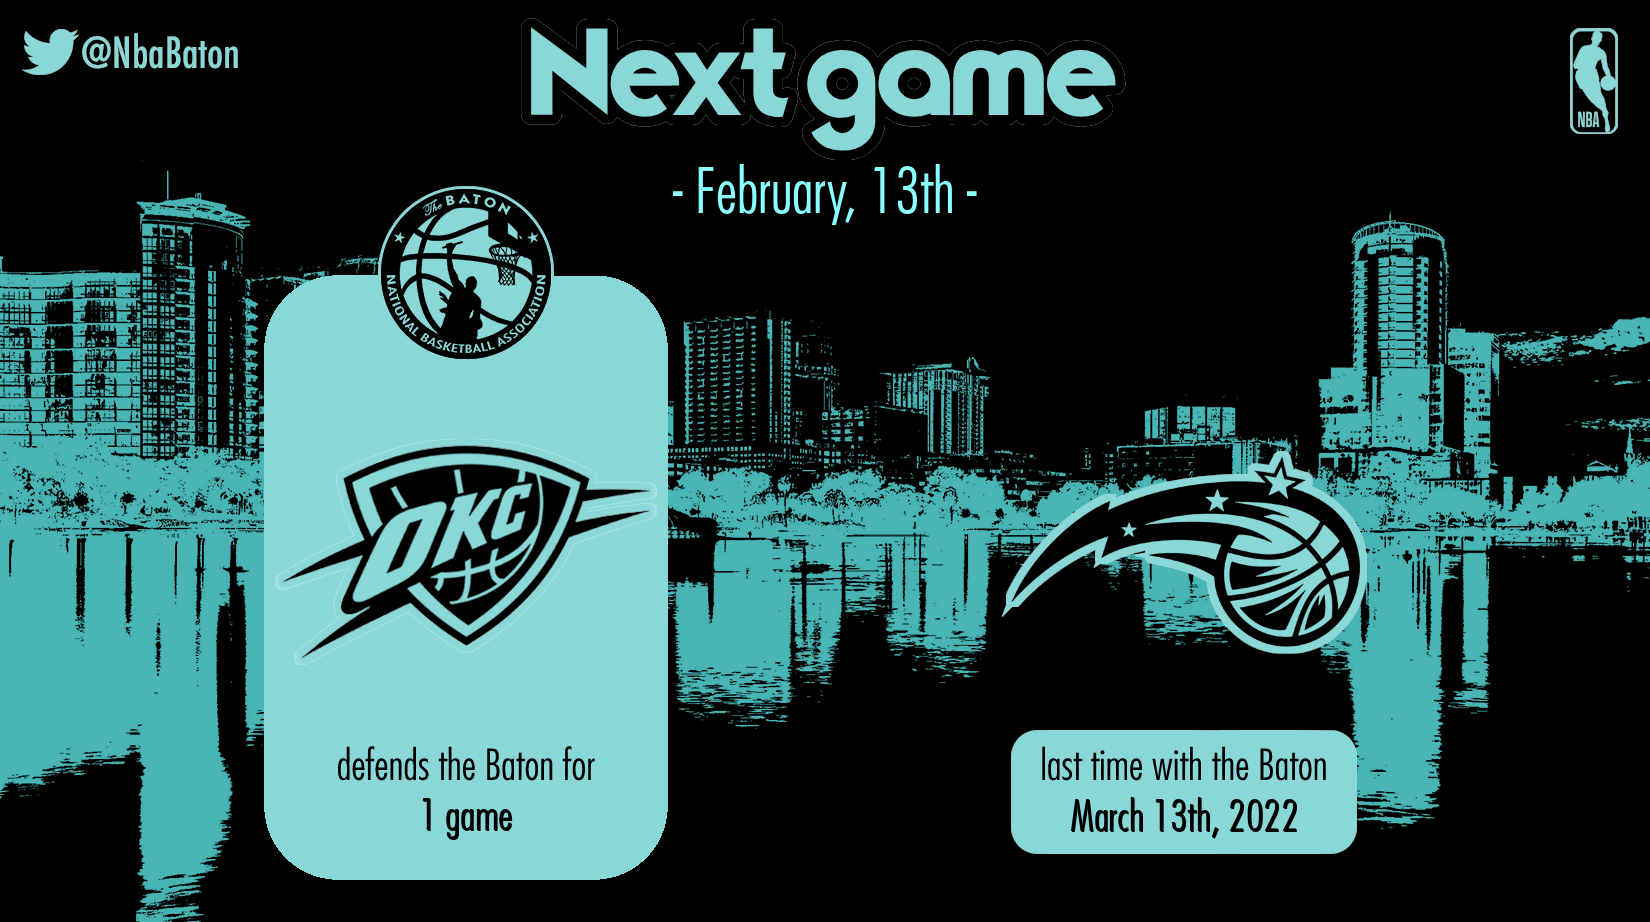 @NbaBaton
Next game
NBA
- February, 13th -
The BATON
NATIONAL BASKETBALL ASSOCIATION
OKC
defends the Baton for
1 game
last time with the Baton
March 13th, 2022